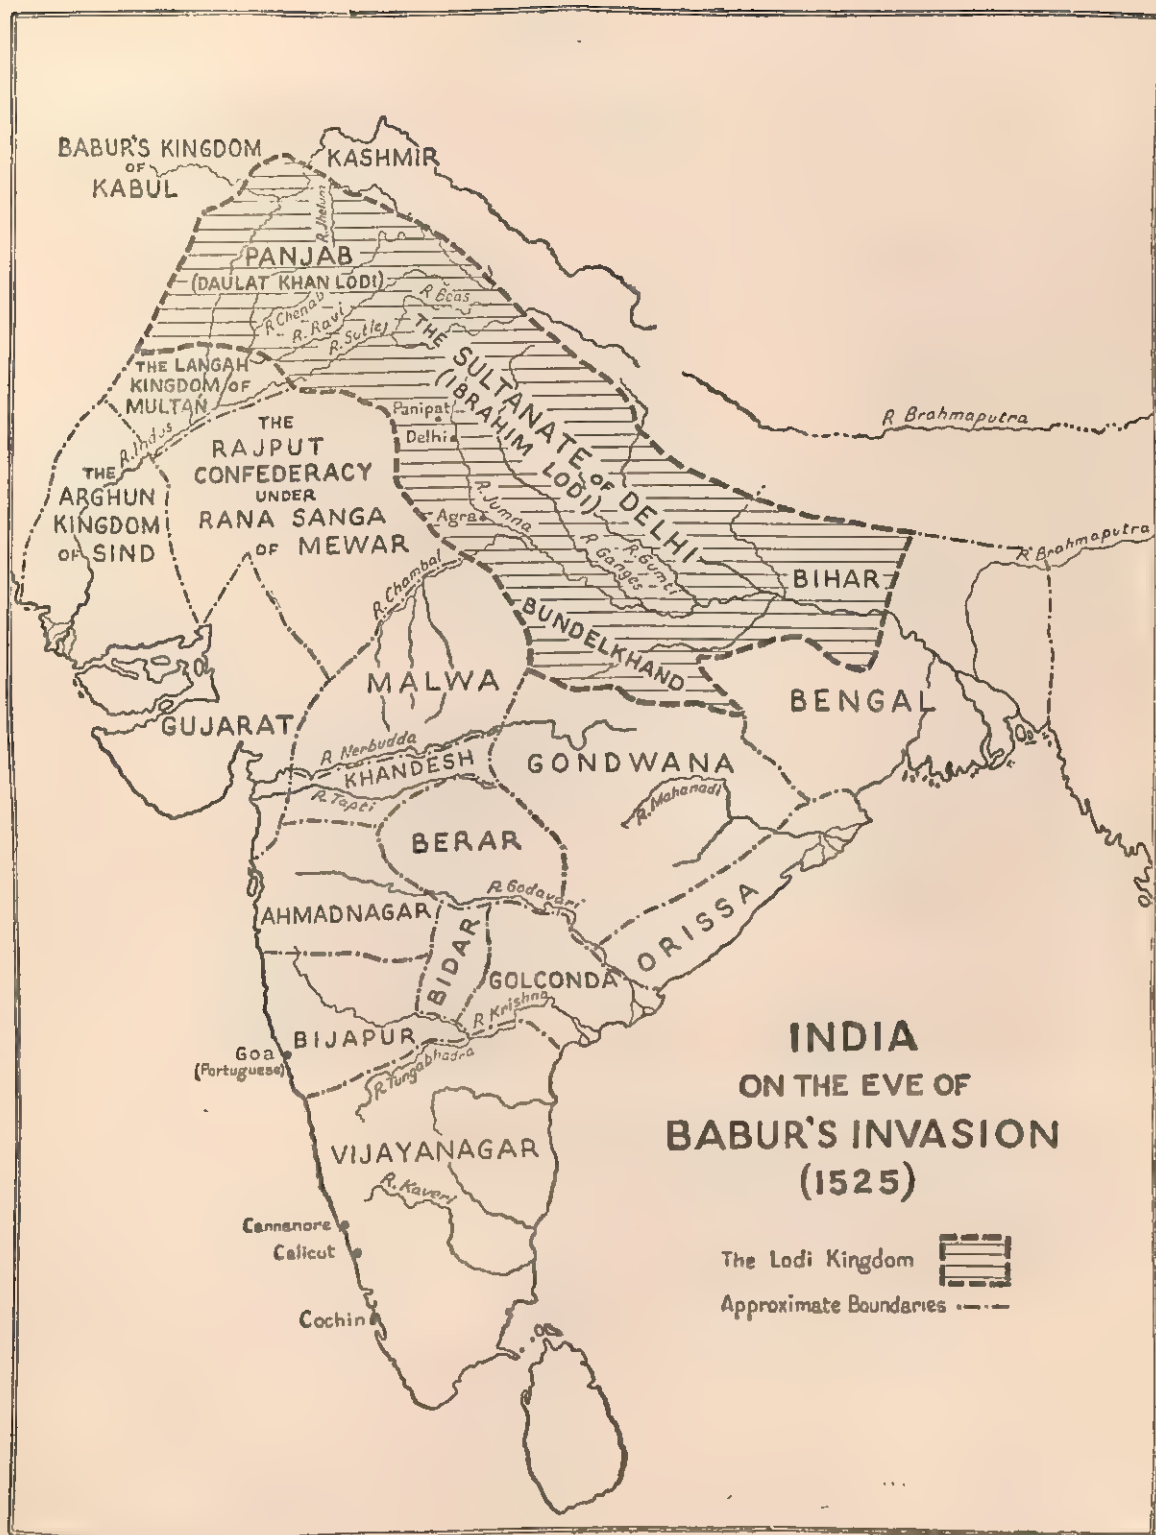 BABUR'S KINGDOM
OF
KABUL
KASHMIR
R. Jhelum
PANJAB
(DAULAT KHAN LODI)
R. Chenab
R. Ravi
R. Beas
R. Sutlej
THE LANGAH
KINGDOM OF
MULTAN
R. Indus
THE
ARGHUN
KINGDOM
OF SIND
THE
RAJPUT
CONFEDERACY
UNDER
RANA SANGA
OF MEWAR
THE SULTANATE OF DELHI
(IBRAHIM LODI)
Panipat
Delhi
Agra
R. Jumna
R. Ganges
R. Gumti
R. Brahmaputra
R. Brahmaputra
BIHAR
BUNDELKHAND
R. Chambal
MALWA
BENGAL
GUJARAT
R. Nerbudda
KHANDESH
R. Tapti
GONDWANA
R. Mahanadi
BERAR
R. Godavari
AHMADNAGAR
BIDAR
ORISSA
GOLCONDA
R. Krishna
BIJAPUR
Goa
(Portuguese)
R. Tungabhadra
VIJAYANAGAR
R. Kaveri
Cannanore
Calicut
Cochin
INDIA
ON THE EVE OF
BABUR'S INVASION
(1525)
The Lodi Kingdom
Approximate Boundaries